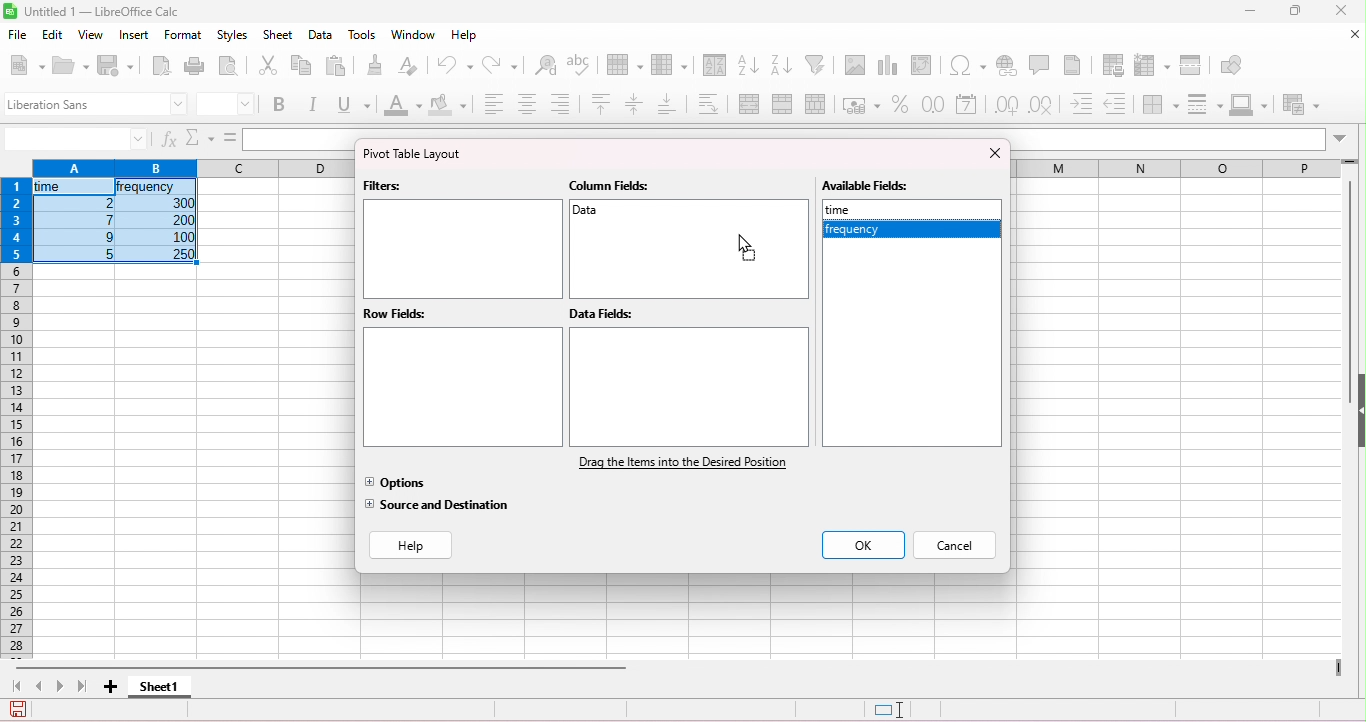 Untitled 1 — LibreOffice Calc
File Edit View Insert Format Styles Sheet Data Tools Window Help
Liberation Sans
Pivot Table Layout
A B C D M N O P
Filters: Column Fields: Available Fields:
1 time frequency
2 2 300
3 7 200
4 9 100
5 5 250
Data
time
frequency
6
7
8
9
Row Fields: Data Fields:
10
11
12
13
14
15
16
17
Drag the Items into the Desired Position
18
Options
19
Source and Destination
20
21
22
Help OK Cancel
23
24
25
26
27
28
Sheet1